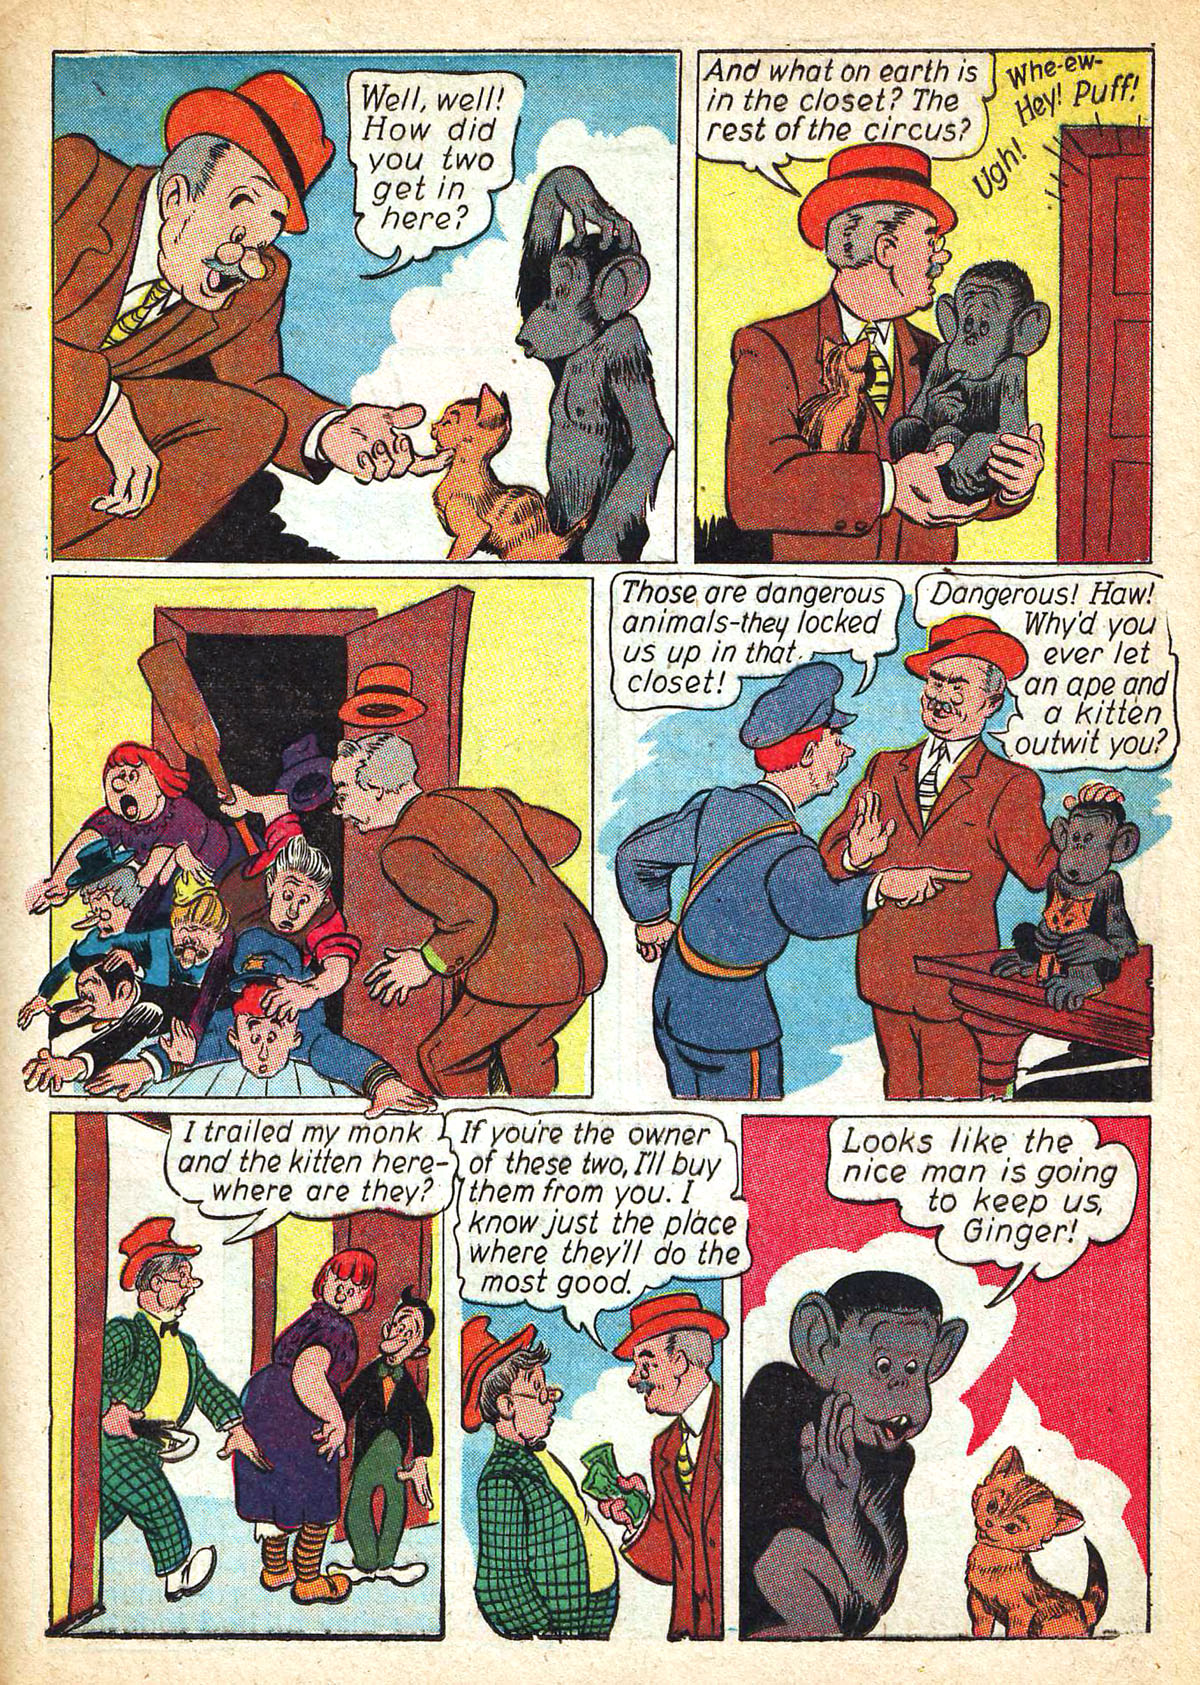 Well, well!
How did
you two
get in
here?
And what on earth is
in the closet? The
rest of the circus?
Whe-ew-
Hey! Puff!
Ugh!
Those are dangerous
animals-they locked
us up in that
closet!
Dangerous! Haw!
Why'd you
ever let
an ape and
a kitten
outwit you?
I trailed my monk
and the kitten here-
where are they?
If you're the owner
of these two, I'll buy
them from you. I
know just the place
where they'll do the
most good.
Looks like the
nice man is going
to keep us,
Ginger!